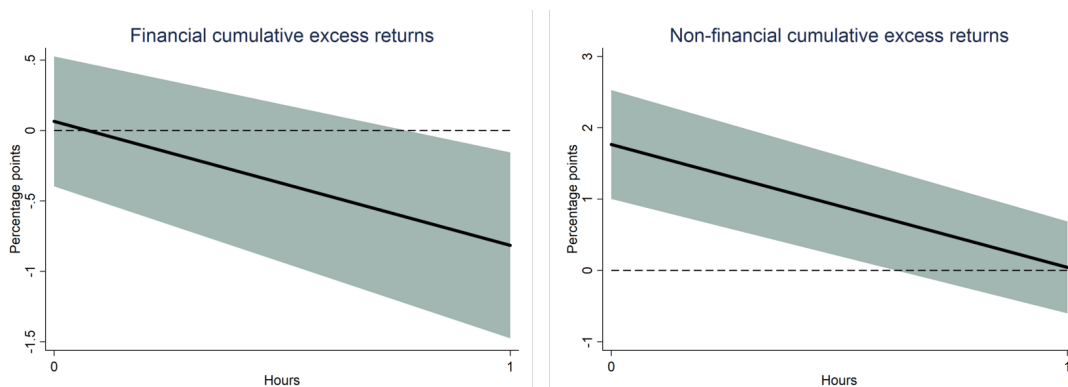 Financial cumulative excess returns
Percentage points
.5
0
-.5
-1
-1.5
0
1
Hours
Non-financial cumulative excess returns
Percentage points
3
2
1
0
-1
0
1
Hours